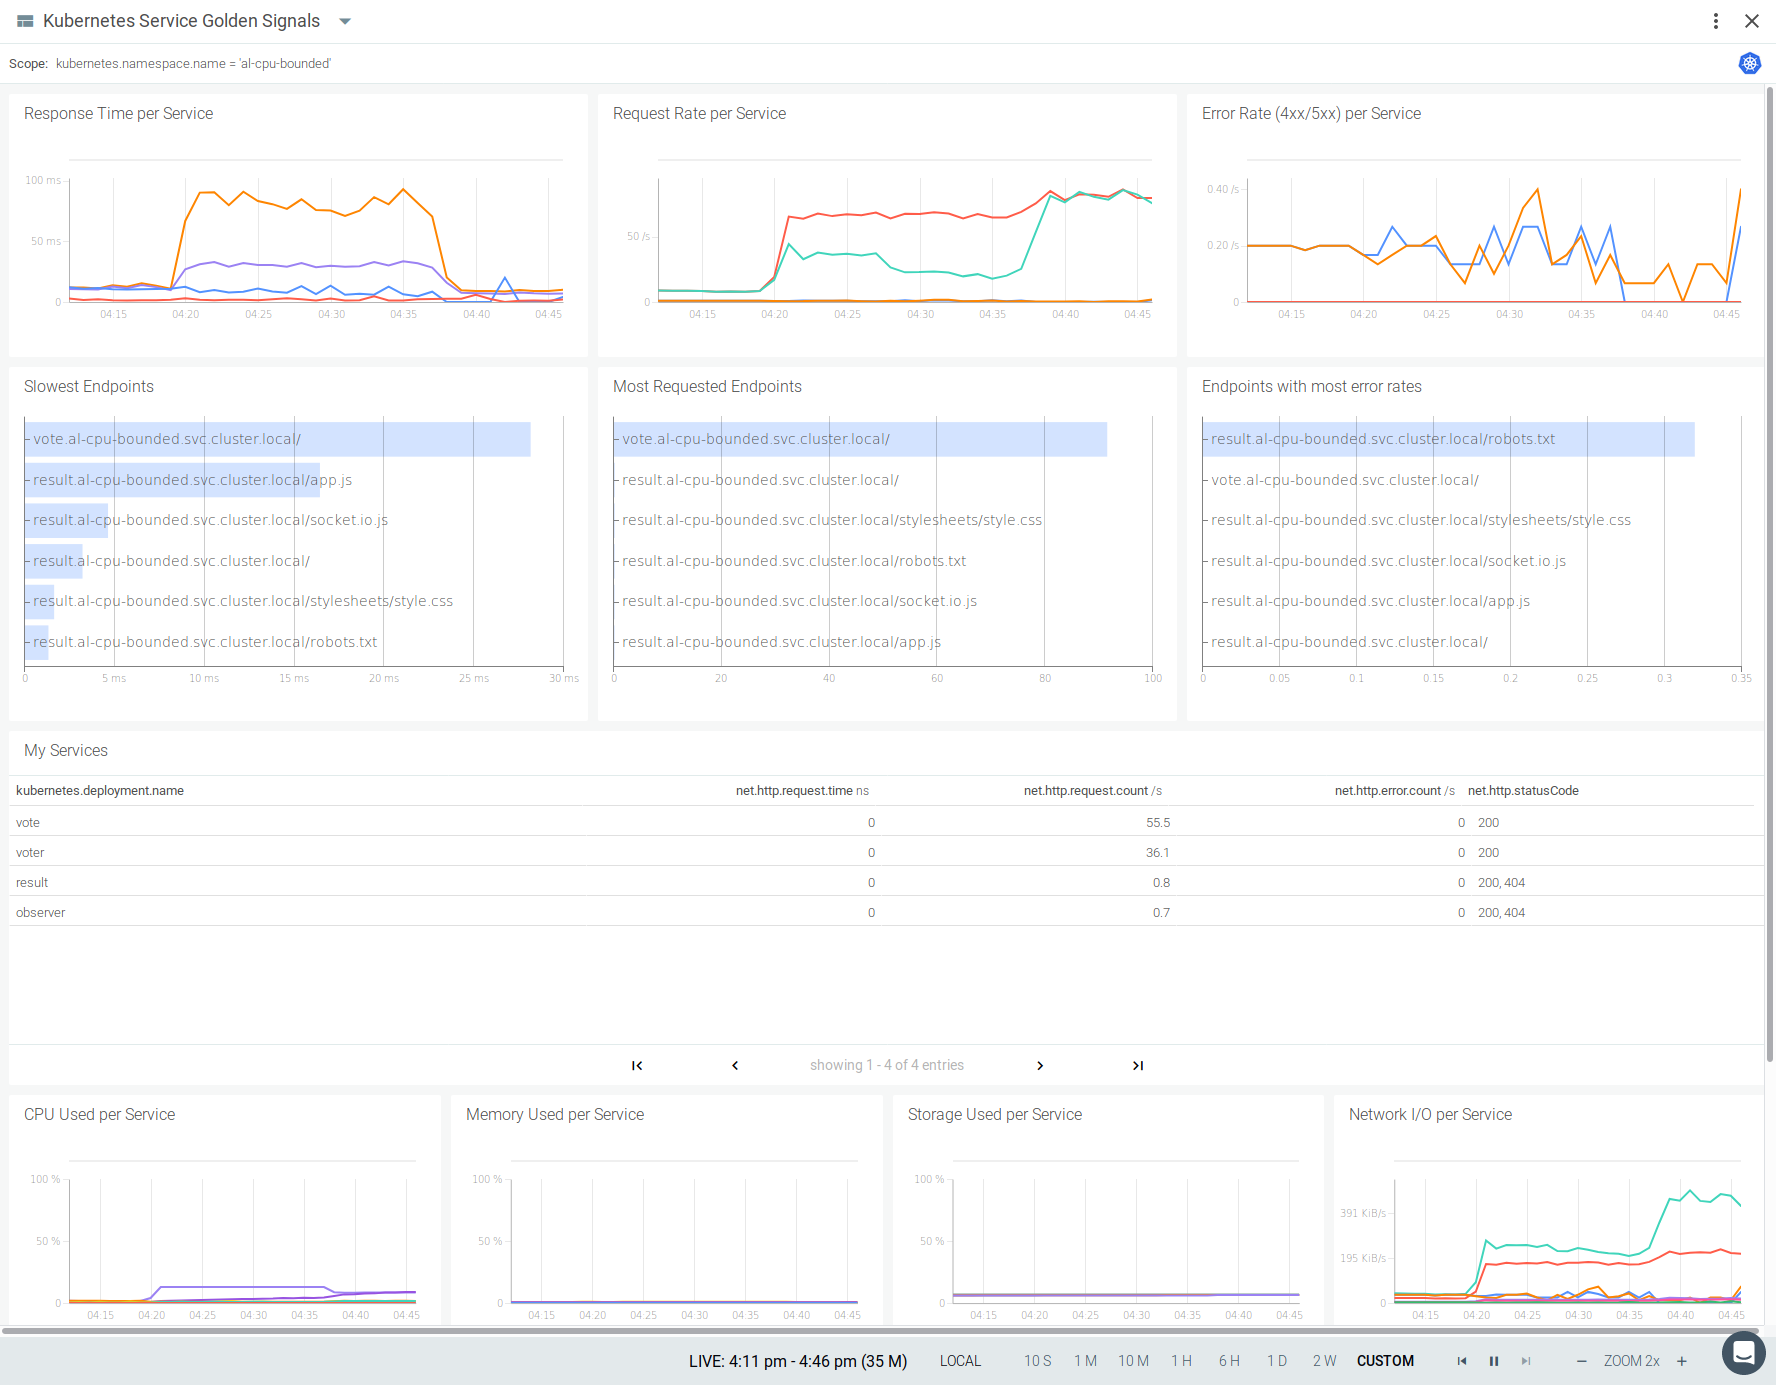 Kubernetes Service Golden Signals
Scope: kubernetes.namespace.name = 'al-cpu-bounded'
Response Time per Service
100 ms
50 ms
0
04:15 04:20 04:25 04:30 04:35 04:40 04:45
Request Rate per Service
50 /s
0
04:15 04:20 04:25 04:30 04:35 04:40 04:45
Error Rate (4xx/5xx) per Service
0.40 /s
0.20 /s
0
04:15 04:20 04:25 04:30 04:35 04:40 04:45
Slowest Endpoints
vote.al-cpu-bounded.svc.cluster.local/
result.al-cpu-bounded.svc.cluster.local/app.js
result.al-cpu-bounded.svc.cluster.local/socket.io.js
result.al-cpu-bounded.svc.cluster.local/
result.al-cpu-bounded.svc.cluster.local/stylesheets/style.css
result.al-cpu-bounded.svc.cluster.local/robots.txt
0 5 ms 10 ms 15 ms 20 ms 25 ms 30 ms
Most Requested Endpoints
vote.al-cpu-bounded.svc.cluster.local/
result.al-cpu-bounded.svc.cluster.local/
result.al-cpu-bounded.svc.cluster.local/stylesheets/style.css
result.al-cpu-bounded.svc.cluster.local/robots.txt
result.al-cpu-bounded.svc.cluster.local/socket.io.js
result.al-cpu-bounded.svc.cluster.local/app.js
0 20 40 60 80 100
Endpoints with most error rates
result.al-cpu-bounded.svc.cluster.local/robots.txt
vote.al-cpu-bounded.svc.cluster.local/
result.al-cpu-bounded.svc.cluster.local/stylesheets/style.css
result.al-cpu-bounded.svc.cluster.local/socket.io.js
result.al-cpu-bounded.svc.cluster.local/app.js
result.al-cpu-bounded.svc.cluster.local/
0 0.05 0.1 0.15 0.2 0.25 0.3 0.35
My Services
kubernetes.deployment.name net.http.request.time ns net.http.request.count /s net.http.error.count /s net.http.statusCode
vote 0 55.5 0 200
voter 0 36.1 0 200
result 0 0.8 0 200, 404
observer 0 0.7 0 200, 404
showing 1 - 4 of 4 entries
CPU Used per Service
100 %
50 %
0
04:15 04:20 04:25 04:30 04:35 04:40 04:45
Memory Used per Service
100 %
50 %
0
04:15 04:20 04:25 04:30 04:35 04:40 04:45
Storage Used per Service
100 %
50 %
0
04:15 04:20 04:25 04:30 04:35 04:40 04:45
Network I/O per Service
391 KiB/s
195 KiB/s
0
04:15 04:20 04:25 04:30 04:35 04:40 04:45
LIVE: 4:11 pm - 4:46 pm (35 M) LOCAL 10 S 1 M 10 M 1 H 6 H 1 D 2 W CUSTOM − ZOOM 2x +